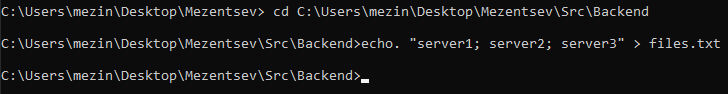 C:\Users\mezin\Desktop\Mezentsev> cd C:\Users\mezin\Desktop\Mezentsev\Src\Backend
C:\Users\mezin\Desktop\Mezentsev\Src\Backend>echo. "server1; server2; server3" > files.txt
C:\Users\mezin\Desktop\Mezentsev\Src\Backend>